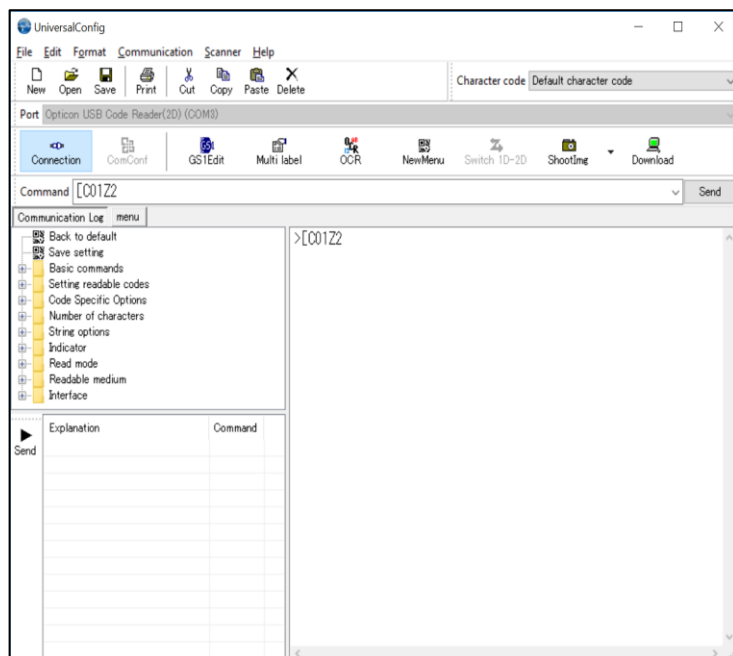 UniversalConfig
File Edit Format Communication Scanner Help
New Open Save Print Cut Copy Paste Delete
Character code Default character code
Port Opticon USB Code Reader(2D) (COM3)
Connection ComConf GS1Edit Multi label OCR NewMenu Switch 1D-2D ShootImg Download
Command [C01Z2 Send
Communication Log menu
Back to default
Save setting
Basic commands
Setting readable codes
Code Specific Options
Number of characters
String options
Indicator
Read mode
Readable medium
Interface
>[C01Z2
Send
Explanation Command